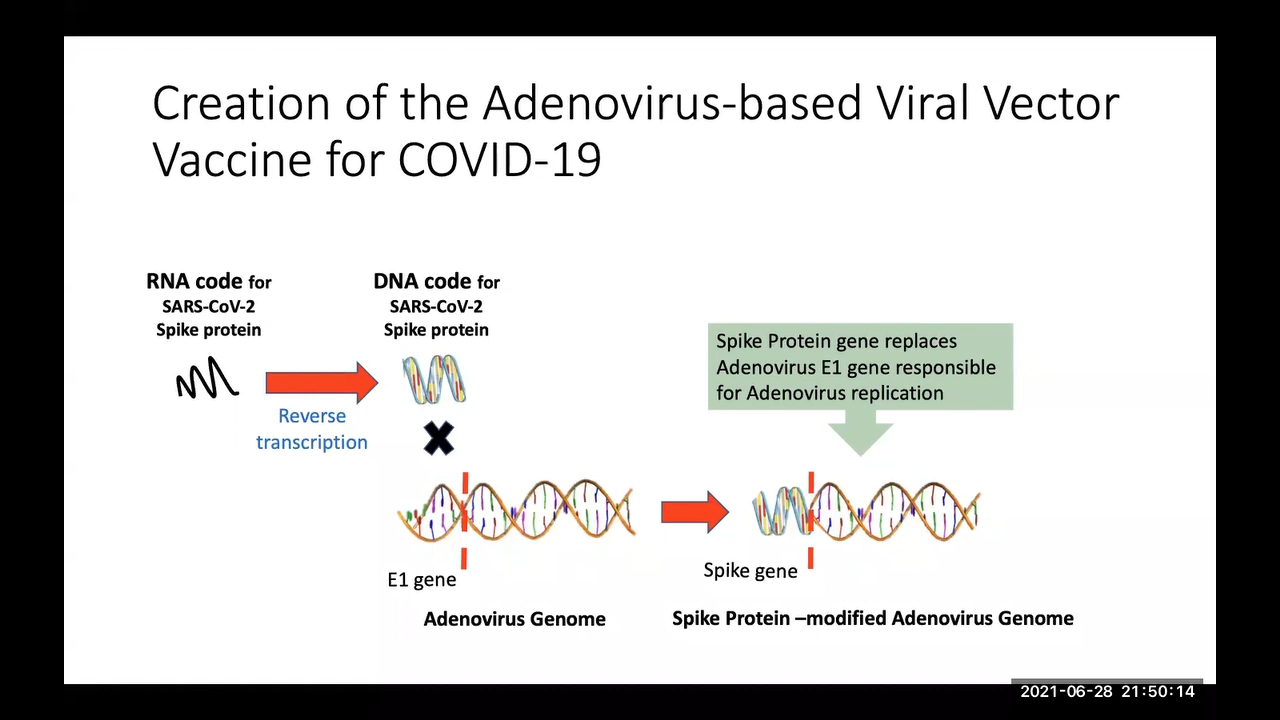 Creation of the Adenovirus-based Viral Vector
Vaccine for COVID-19
RNA code for
SARS-CoV-2
Spike protein
DNA code for
SARS-CoV-2
Spike protein
Reverse
transcription
Spike Protein gene replaces
Adenovirus E1 gene responsible
for Adenovirus replication
E1 gene
Spike gene
Adenovirus Genome
Spike Protein –modified Adenovirus Genome
2021-06-28 21:50:14